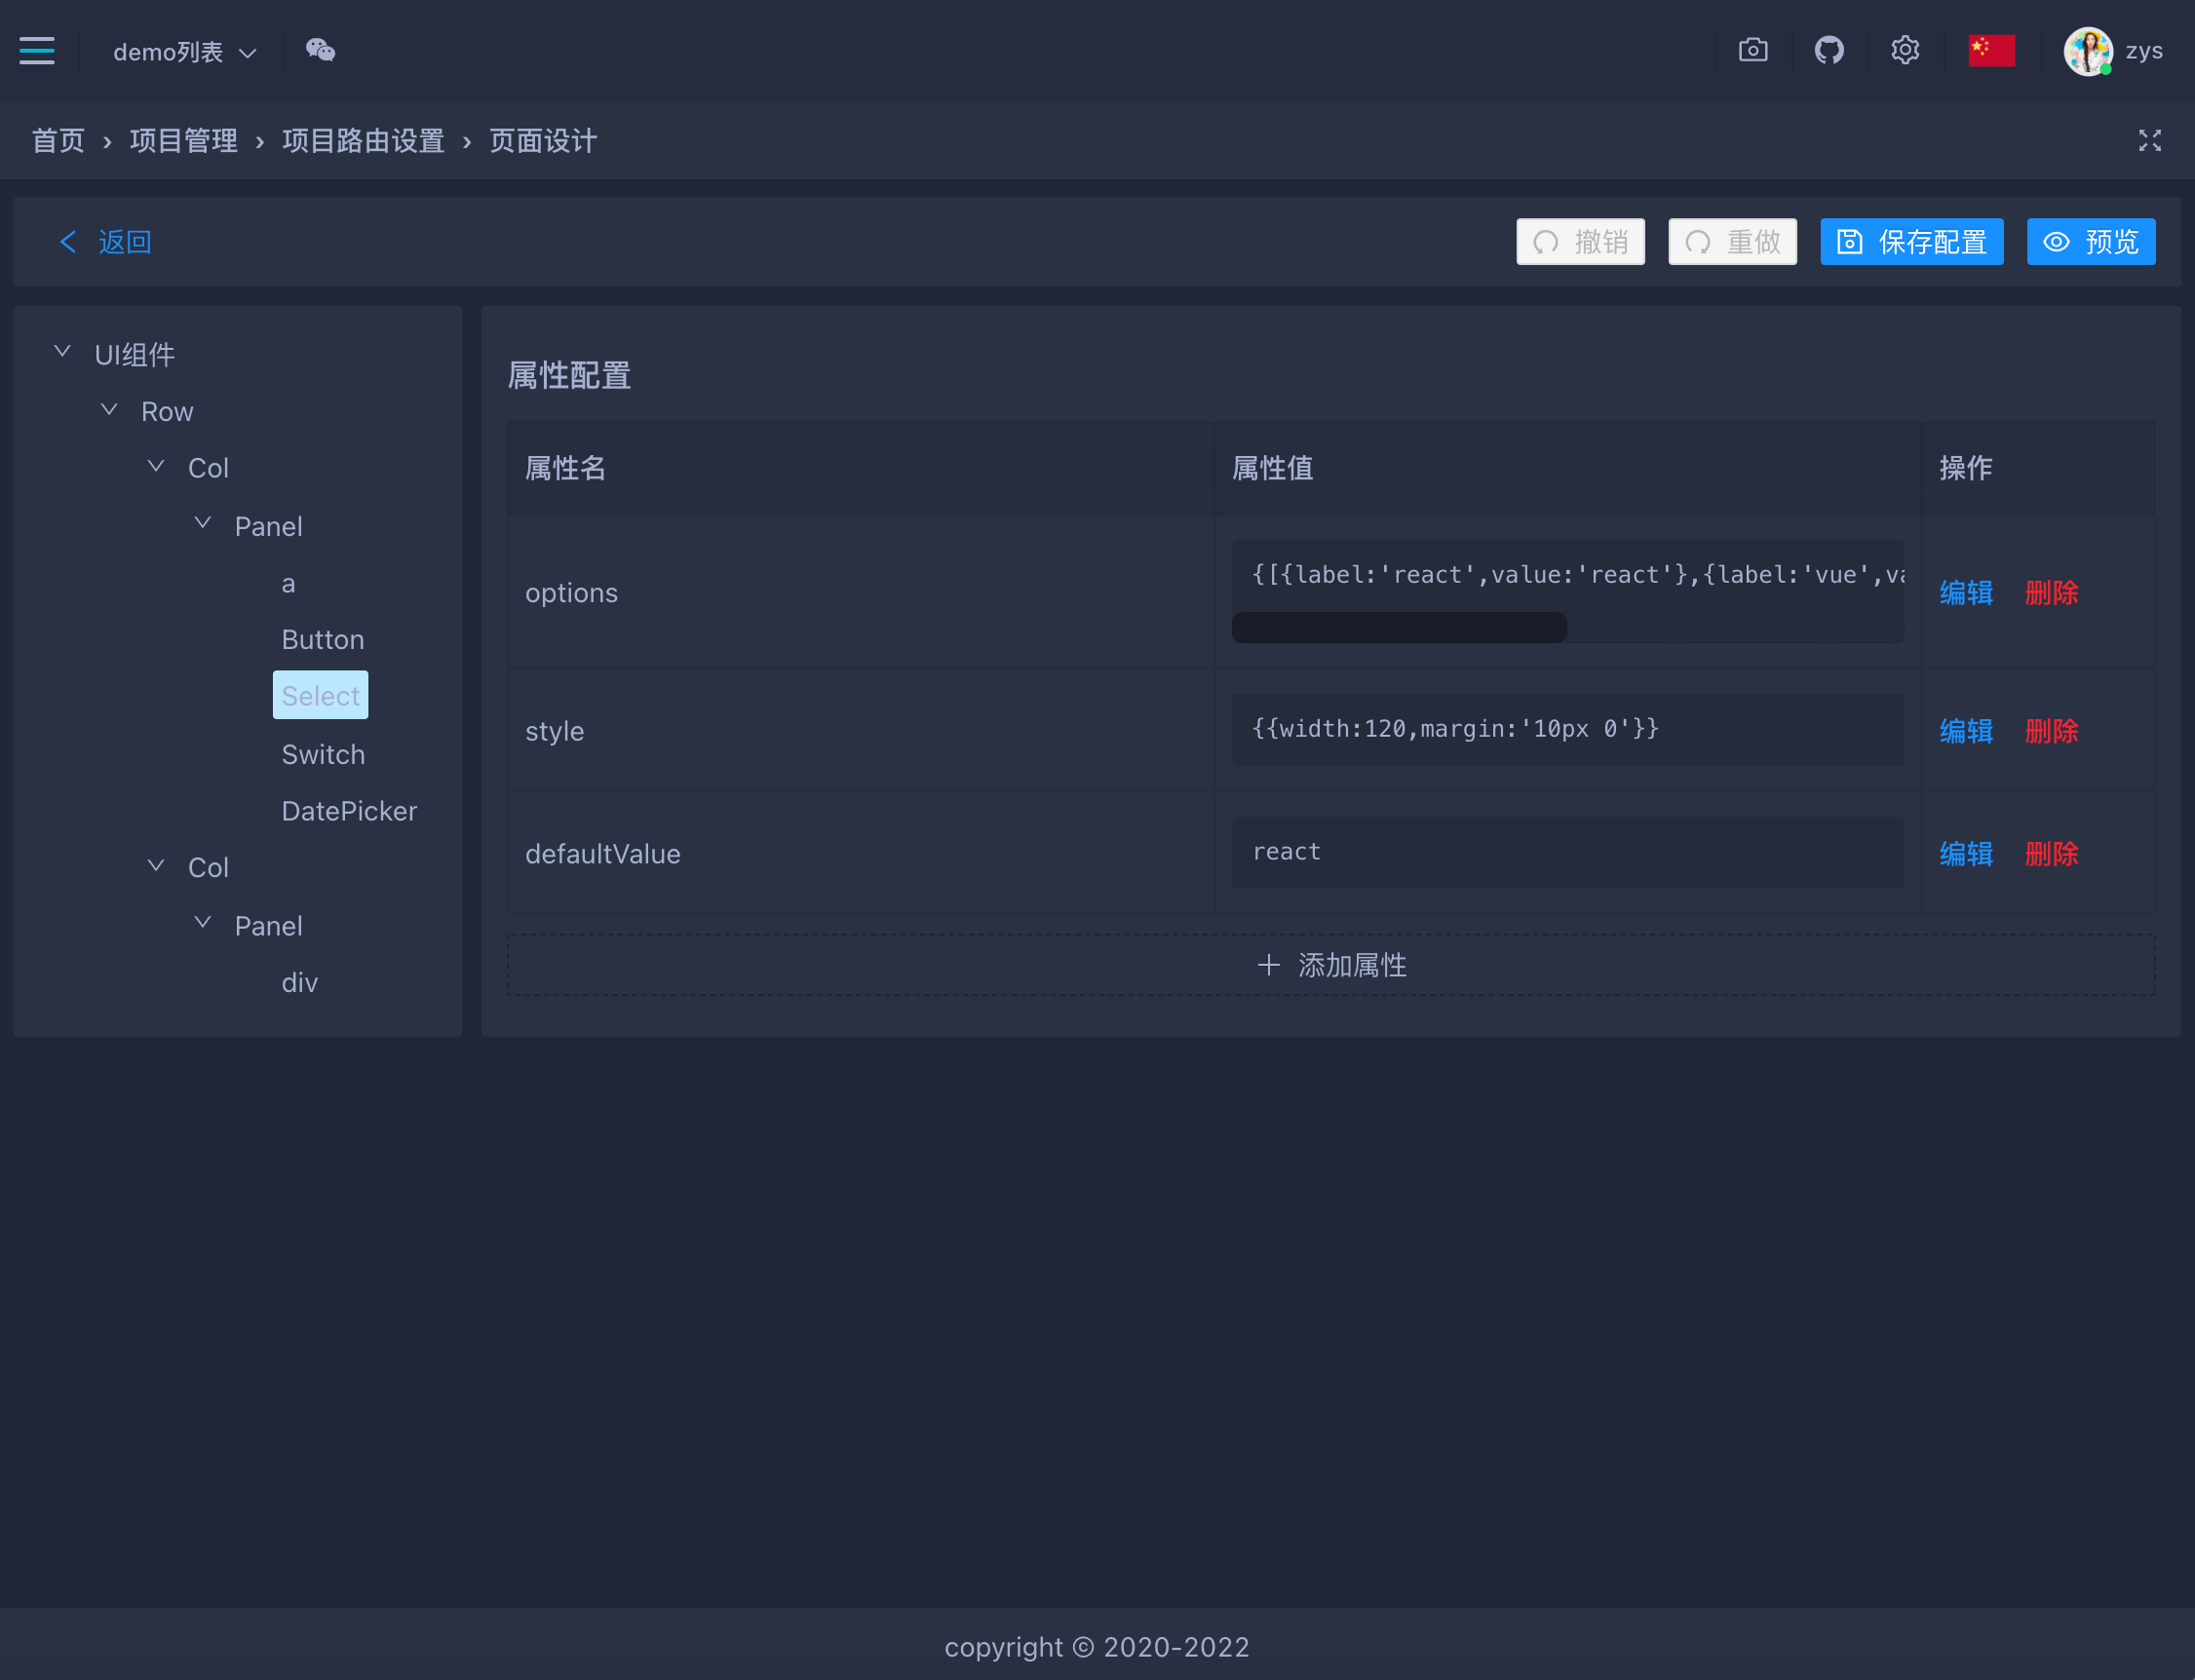 demo列表
zys
首页 › 项目管理 › 项目路由设置 › 页面设计
返回
撤销
重做
保存配置
预览
UI组件
Row
Col
Panel
a
Button
Select
Switch
DatePicker
Col
Panel
div
属性配置
属性名 属性值 操作
options {[{label:'react',value:'react'},{label:'vue',va 编辑 删除
style {{width:120,margin:'10px 0'}} 编辑 删除
defaultValue react 编辑 删除
添加属性
copyright © 2020-2022